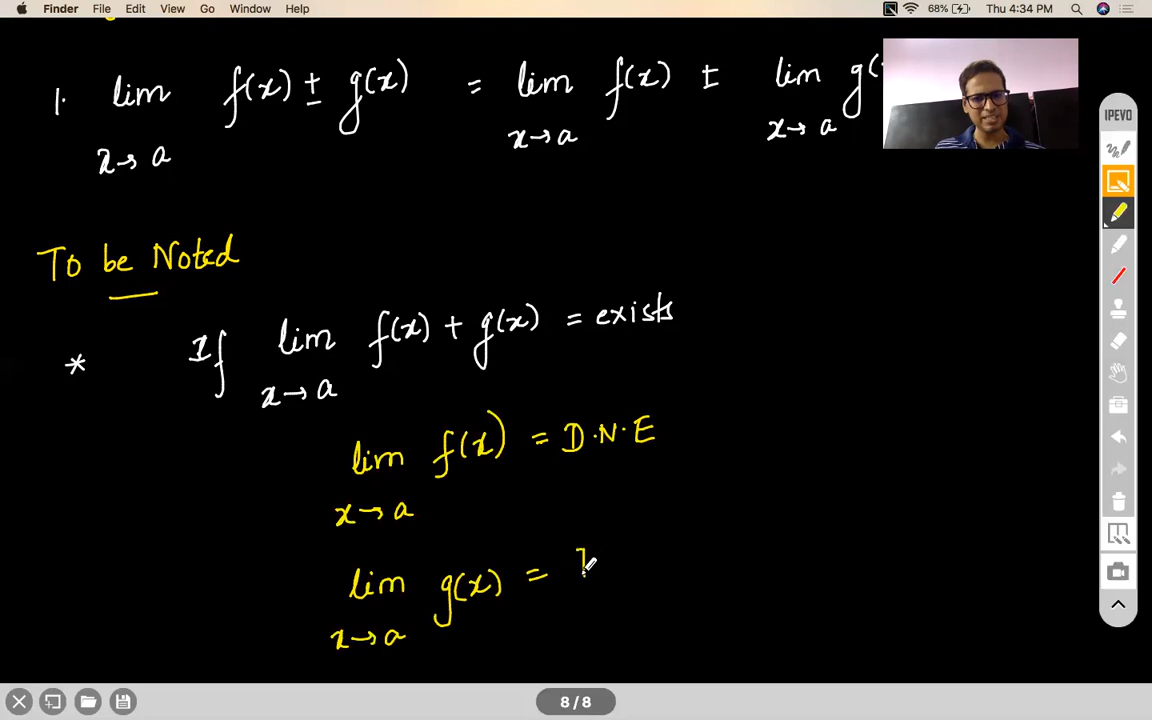 Finder File Edit View Go Window Help 68% Thu 4:34 PM
1. lim f(x) ± g(x) = lim f(x) ± lim g(
x→a x→a x→a
IPEVO
To be Noted
* If lim f(x) + g(x) = exists
x→a
lim f(x) = D.N.E
x→a
lim g(x) =
x→a
8/8